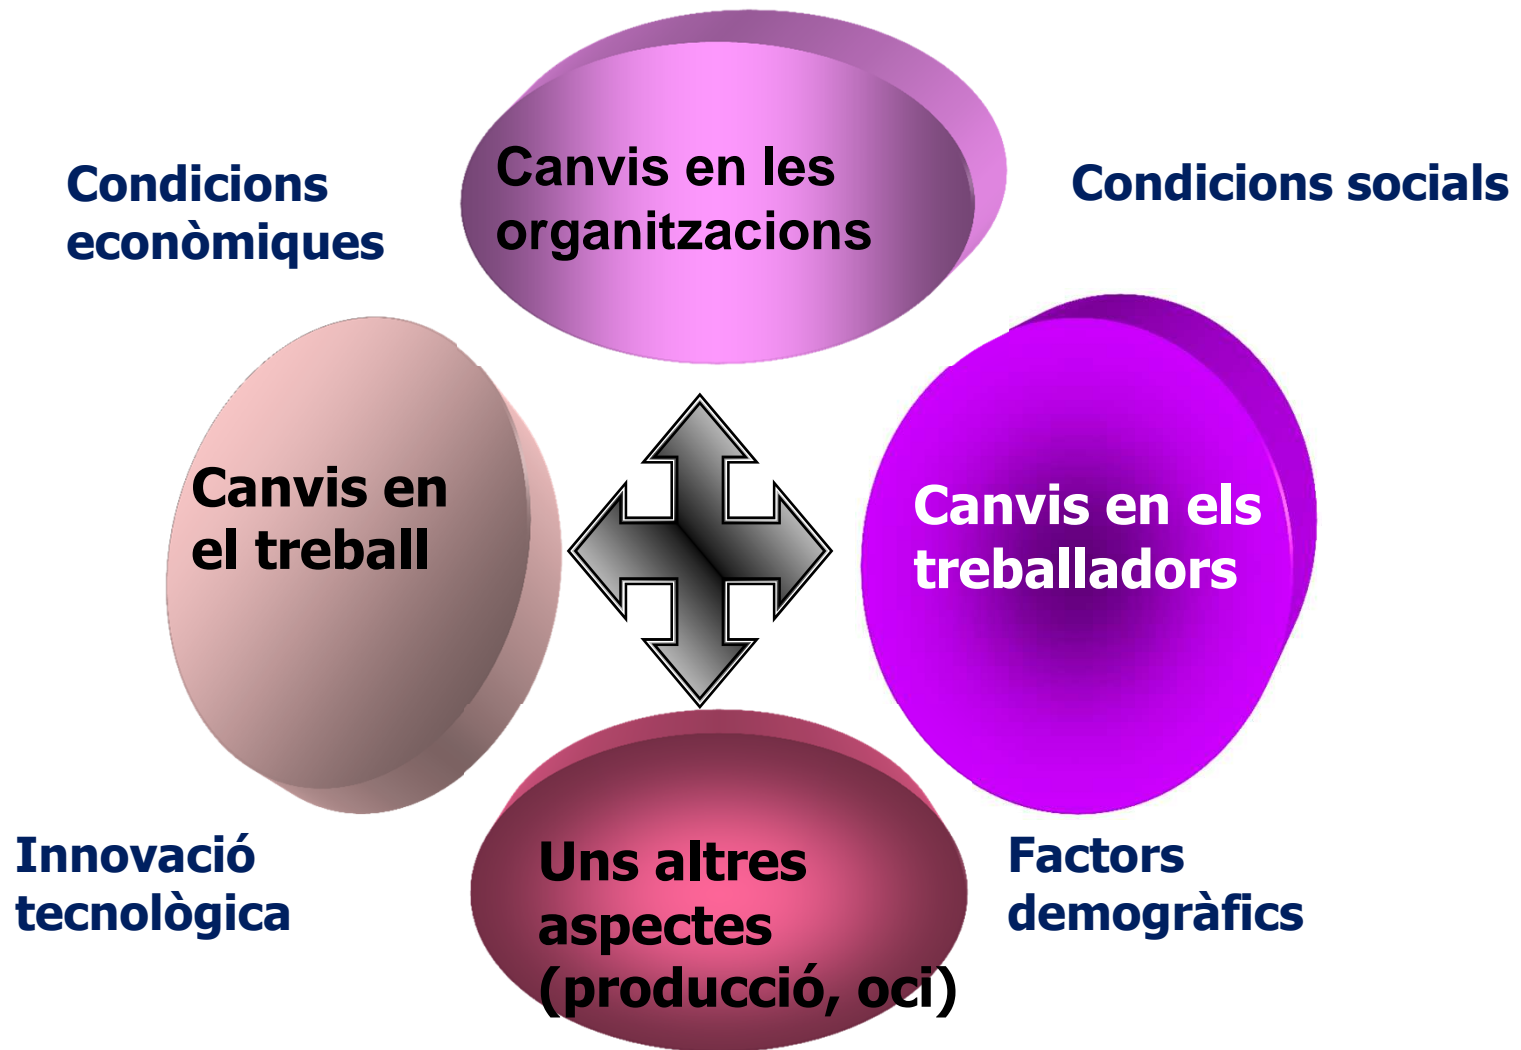 Condicions
econòmiques
Canvis en les
organitzacions
Condicions socials
Canvis en
el treball
Canvis en els
treballadors
Innovació
tecnològica
Uns altres
aspectes
(producció, oci)
Factors
demogràfics